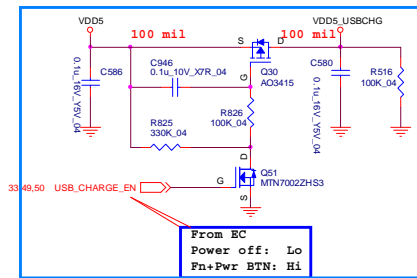 VDD5
VDD5_USBCHG
100 mil
100 mil
S
D
C946
0.1u_10V_X7R_04
G
Q30
AO3415
C586
0.1u_16V_Y5V_04
C580
0.1u_16V_Y5V_04
R516
100K_04
R826
100K_04
R825
330K_04
D
Q51
MTN7002ZHS3
G
S
33,49,50 USB_CHARGE_EN
From EC
Power off: Lo
Fn+Pwr BTN: Hi